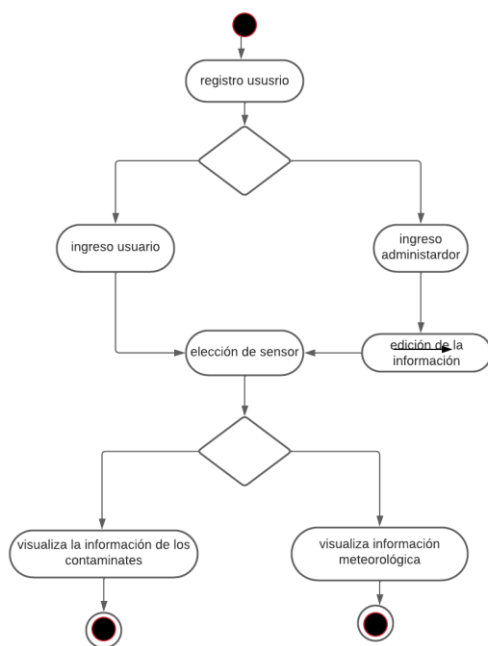 registro ususrio
ingreso usuario
ingreso
administardor
elección de sensor
edición de la
información
visualiza la información de los
contaminates
visualiza información
meteorológica